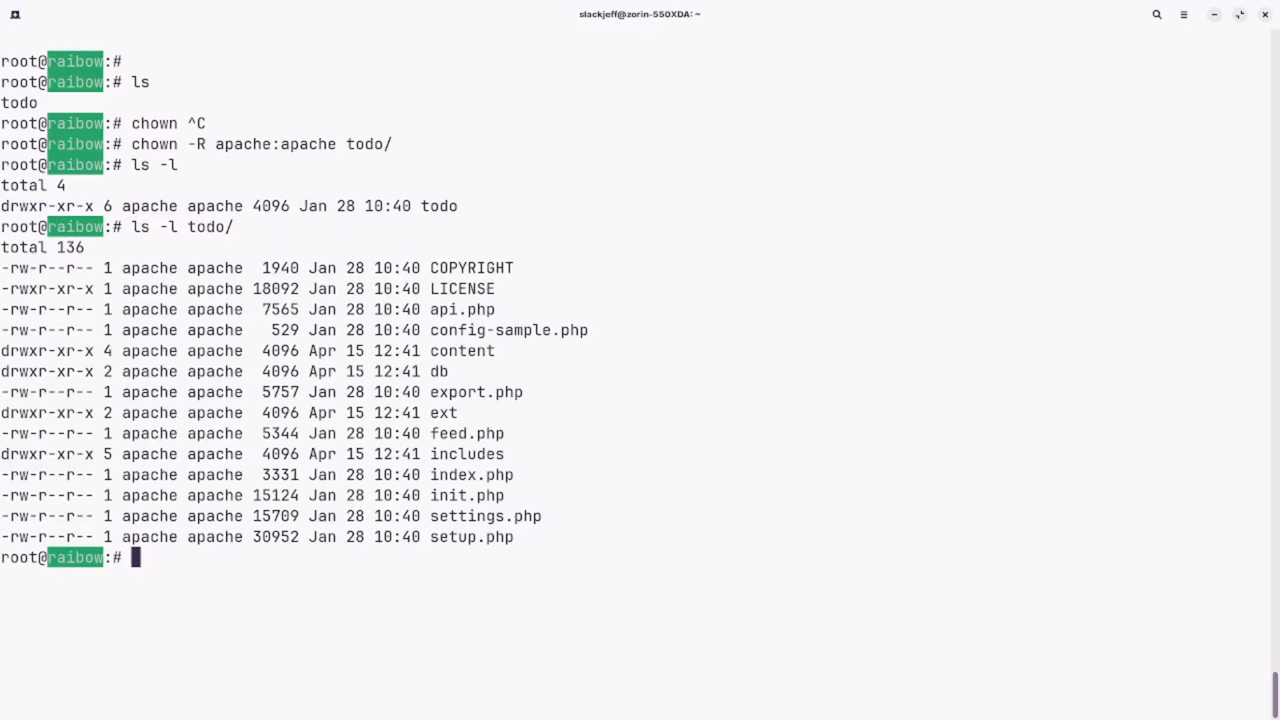 slackjeff@zorin-550XDA: ~
root@raibow:#
root@raibow:# ls
todo
root@raibow:# chown ^C
root@raibow:# chown -R apache:apache todo/
root@raibow:# ls -l
total 4
drwxr-xr-x 6 apache apache 4096 Jan 28 10:40 todo
root@raibow:# ls -l todo/
total 136
-rw-r--r-- 1 apache apache  1940 Jan 28 10:40 COPYRIGHT
-rwxr-xr-x 1 apache apache 18092 Jan 28 10:40 LICENSE
-rw-r--r-- 1 apache apache  7565 Jan 28 10:40 api.php
-rw-r--r-- 1 apache apache   529 Jan 28 10:40 config-sample.php
drwxr-xr-x 4 apache apache  4096 Apr 15 12:41 content
drwxr-xr-x 2 apache apache  4096 Apr 15 12:41 db
-rw-r--r-- 1 apache apache  5757 Jan 28 10:40 export.php
drwxr-xr-x 2 apache apache  4096 Apr 15 12:41 ext
-rw-r--r-- 1 apache apache  5344 Jan 28 10:40 feed.php
drwxr-xr-x 5 apache apache  4096 Apr 15 12:41 includes
-rw-r--r-- 1 apache apache  3331 Jan 28 10:40 index.php
-rw-r--r-- 1 apache apache 15124 Jan 28 10:40 init.php
-rw-r--r-- 1 apache apache 15709 Jan 28 10:40 settings.php
-rw-r--r-- 1 apache apache 30952 Jan 28 10:40 setup.php
root@raibow:#